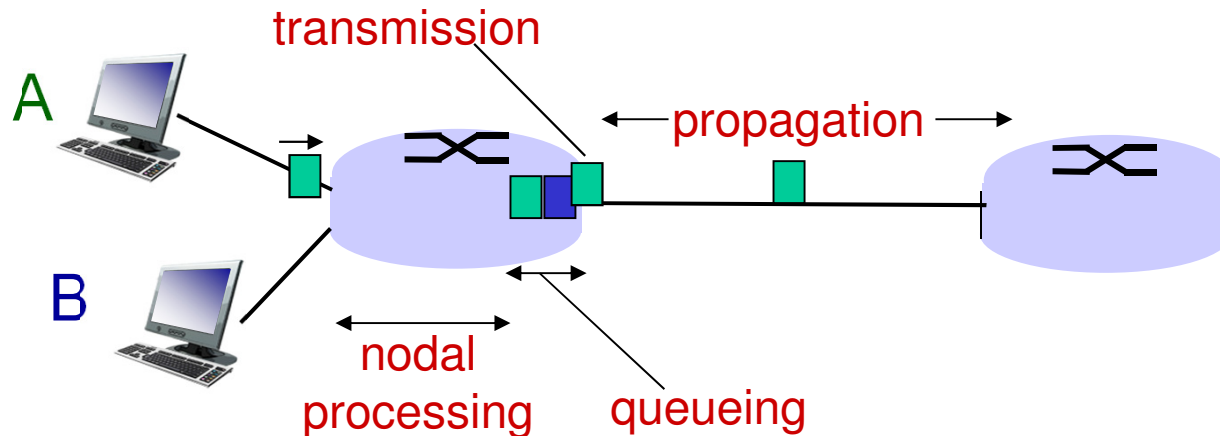 transmission
A
propagation
B
nodal
processing
queueing